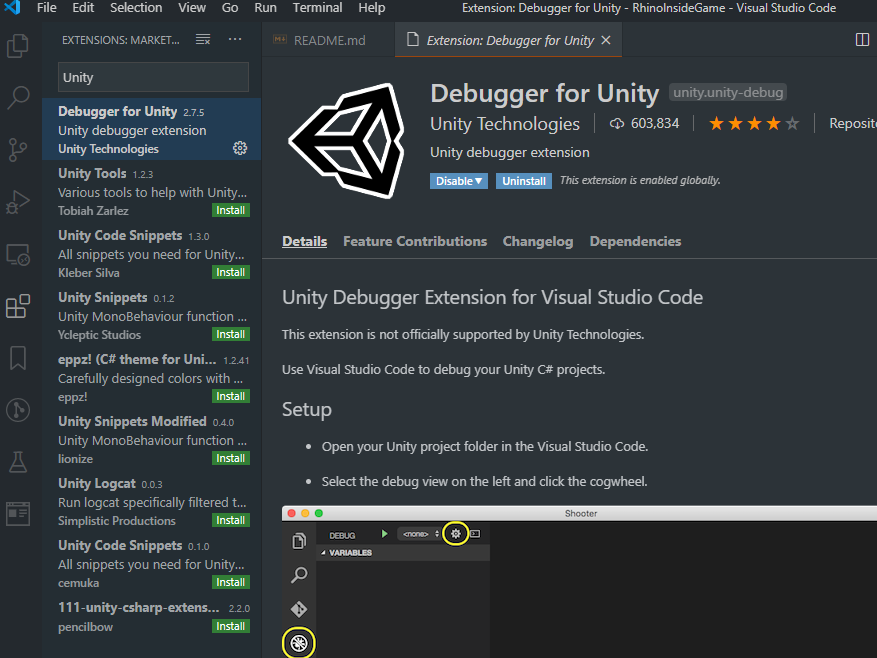 File Edit Selection View Go Run Terminal Help Extension: Debugger for Unity - RhinoInsideGame - Visual Studio Code
EXTENSIONS: MARKET...
Unity
Debugger for Unity 2.7.5
Unity debugger extension
Unity Technologies
Unity Tools 1.2.3
Various tools to help with Unity...
Tobiah Zarlez Install
Unity Code Snippets 1.3.0
All snippets you need for Unity...
Kleber Silva Install
Unity Snippets 0.1.2
Unity MonoBehaviour function ...
Ycleptic Studios Install
eppz! (C# theme for Uni... 1.2.41
Carefully designed colors with ...
eppz! Install
Unity Snippets Modified 0.4.0
Unity MonoBehaviour function ...
lionize Install
Unity Logcat 0.0.3
Run logcat specifically filtered t...
Simplistic Productions Install
Unity Code Snippets 0.1.0
All snippets you need for Unity...
cemuka Install
111-unity-csharp-extens... 2.2.0
pencilbow Install
README.md Extension: Debugger for Unity
Debugger for Unity unity.unity-debug
Unity Technologies 603,834 Reposito
Unity debugger extension
Disable Uninstall This extension is enabled globally.
Details Feature Contributions Changelog Dependencies
Unity Debugger Extension for Visual Studio Code
This extension is not officially supported by Unity Technologies.
Use Visual Studio Code to debug your Unity C# projects.
Setup
• Open your Unity project folder in the Visual Studio Code.
• Select the debug view on the left and click the cogwheel.
Shooter
DEBUG <none>
VARIABLES